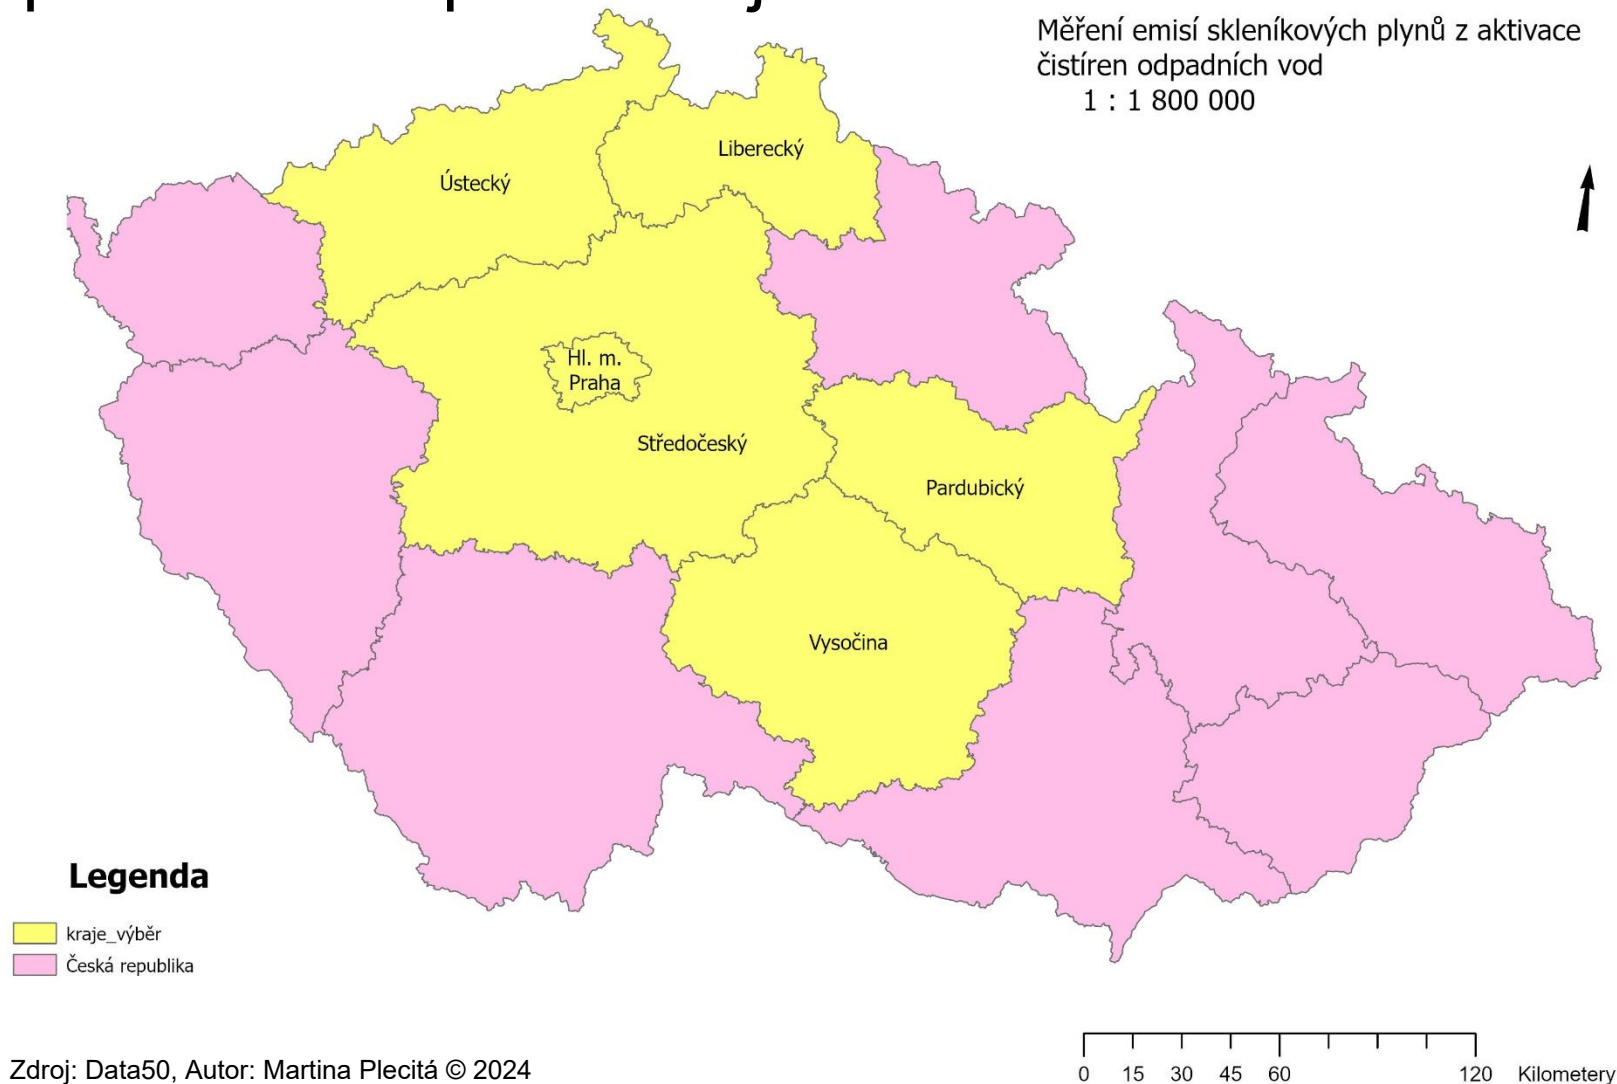 Měření emisí skleníkových plynů z aktivace
čistíren odpadních vod
1 : 1 800 000
Liberecký
Ústecký
Hl. m.
Praha
Středočeský
Pardubický
Vysočina
Legenda
kraje_výběr
Česká republika
Zdroj: Data50, Autor: Martina Plecitá © 2024
0 15 30 45 60 120 Kilometery